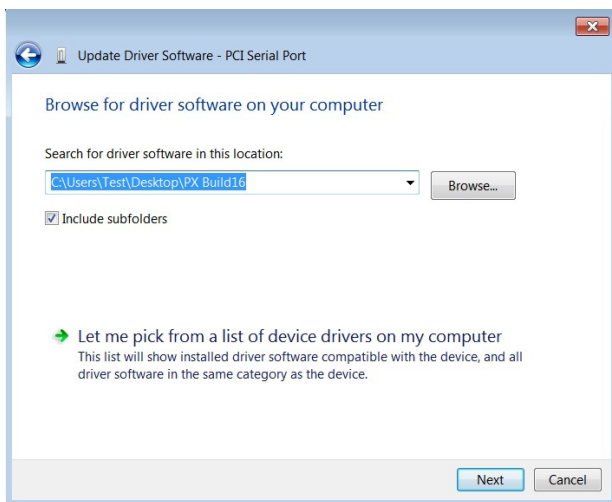 Update Driver Software - PCI Serial Port
Browse for driver software on your computer
Search for driver software in this location:
C:\Users\Test\Desktop\PX Build16
Browse...
Include subfolders
Let me pick from a list of device drivers on my computer
This list will show installed driver software compatible with the device, and all
driver software in the same category as the device.
Next Cancel